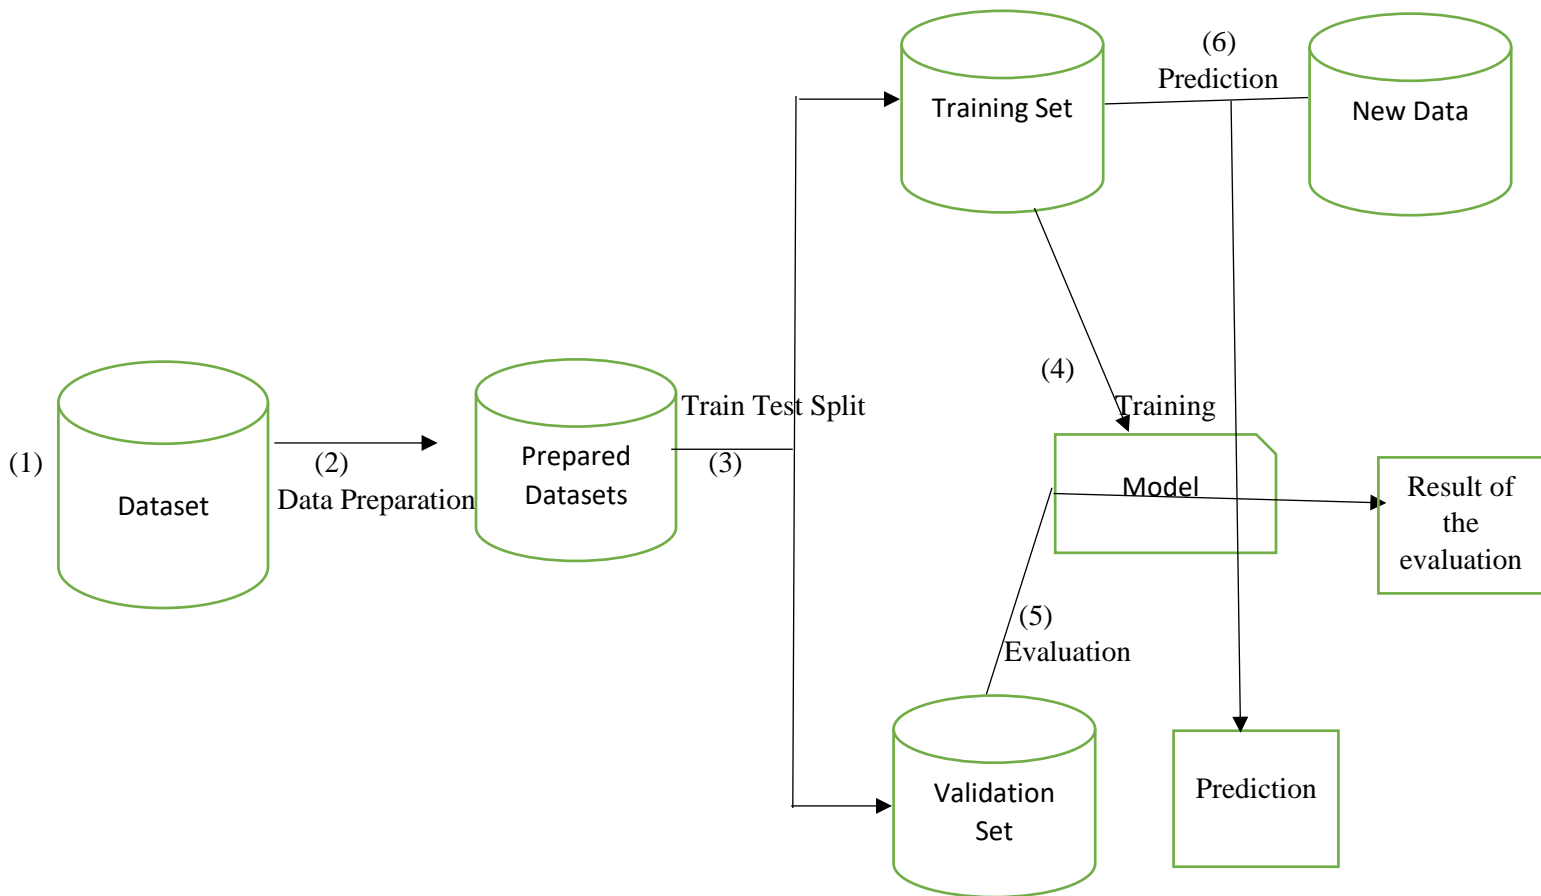 (1)
Dataset
(2)
Data Preparation
Prepared
Datasets
Train Test Split
(3)
Training Set
(6)
Prediction
New Data
(4)
Training
Model
Result of
the
evaluation
(5)
Evaluation
Validation
Set
Prediction